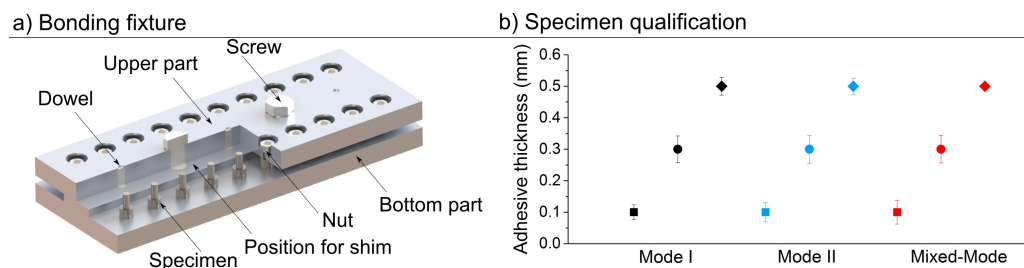 a) Bonding fixture
Screw
Upper part
Dowel
Nut
Bottom part
Position for shim
Specimen
b) Specimen qualification
Adhesive thickness (mm)
0.6
0.5
0.4
0.3
0.2
0.1
0.0
Mode I
Mode II
Mixed-Mode